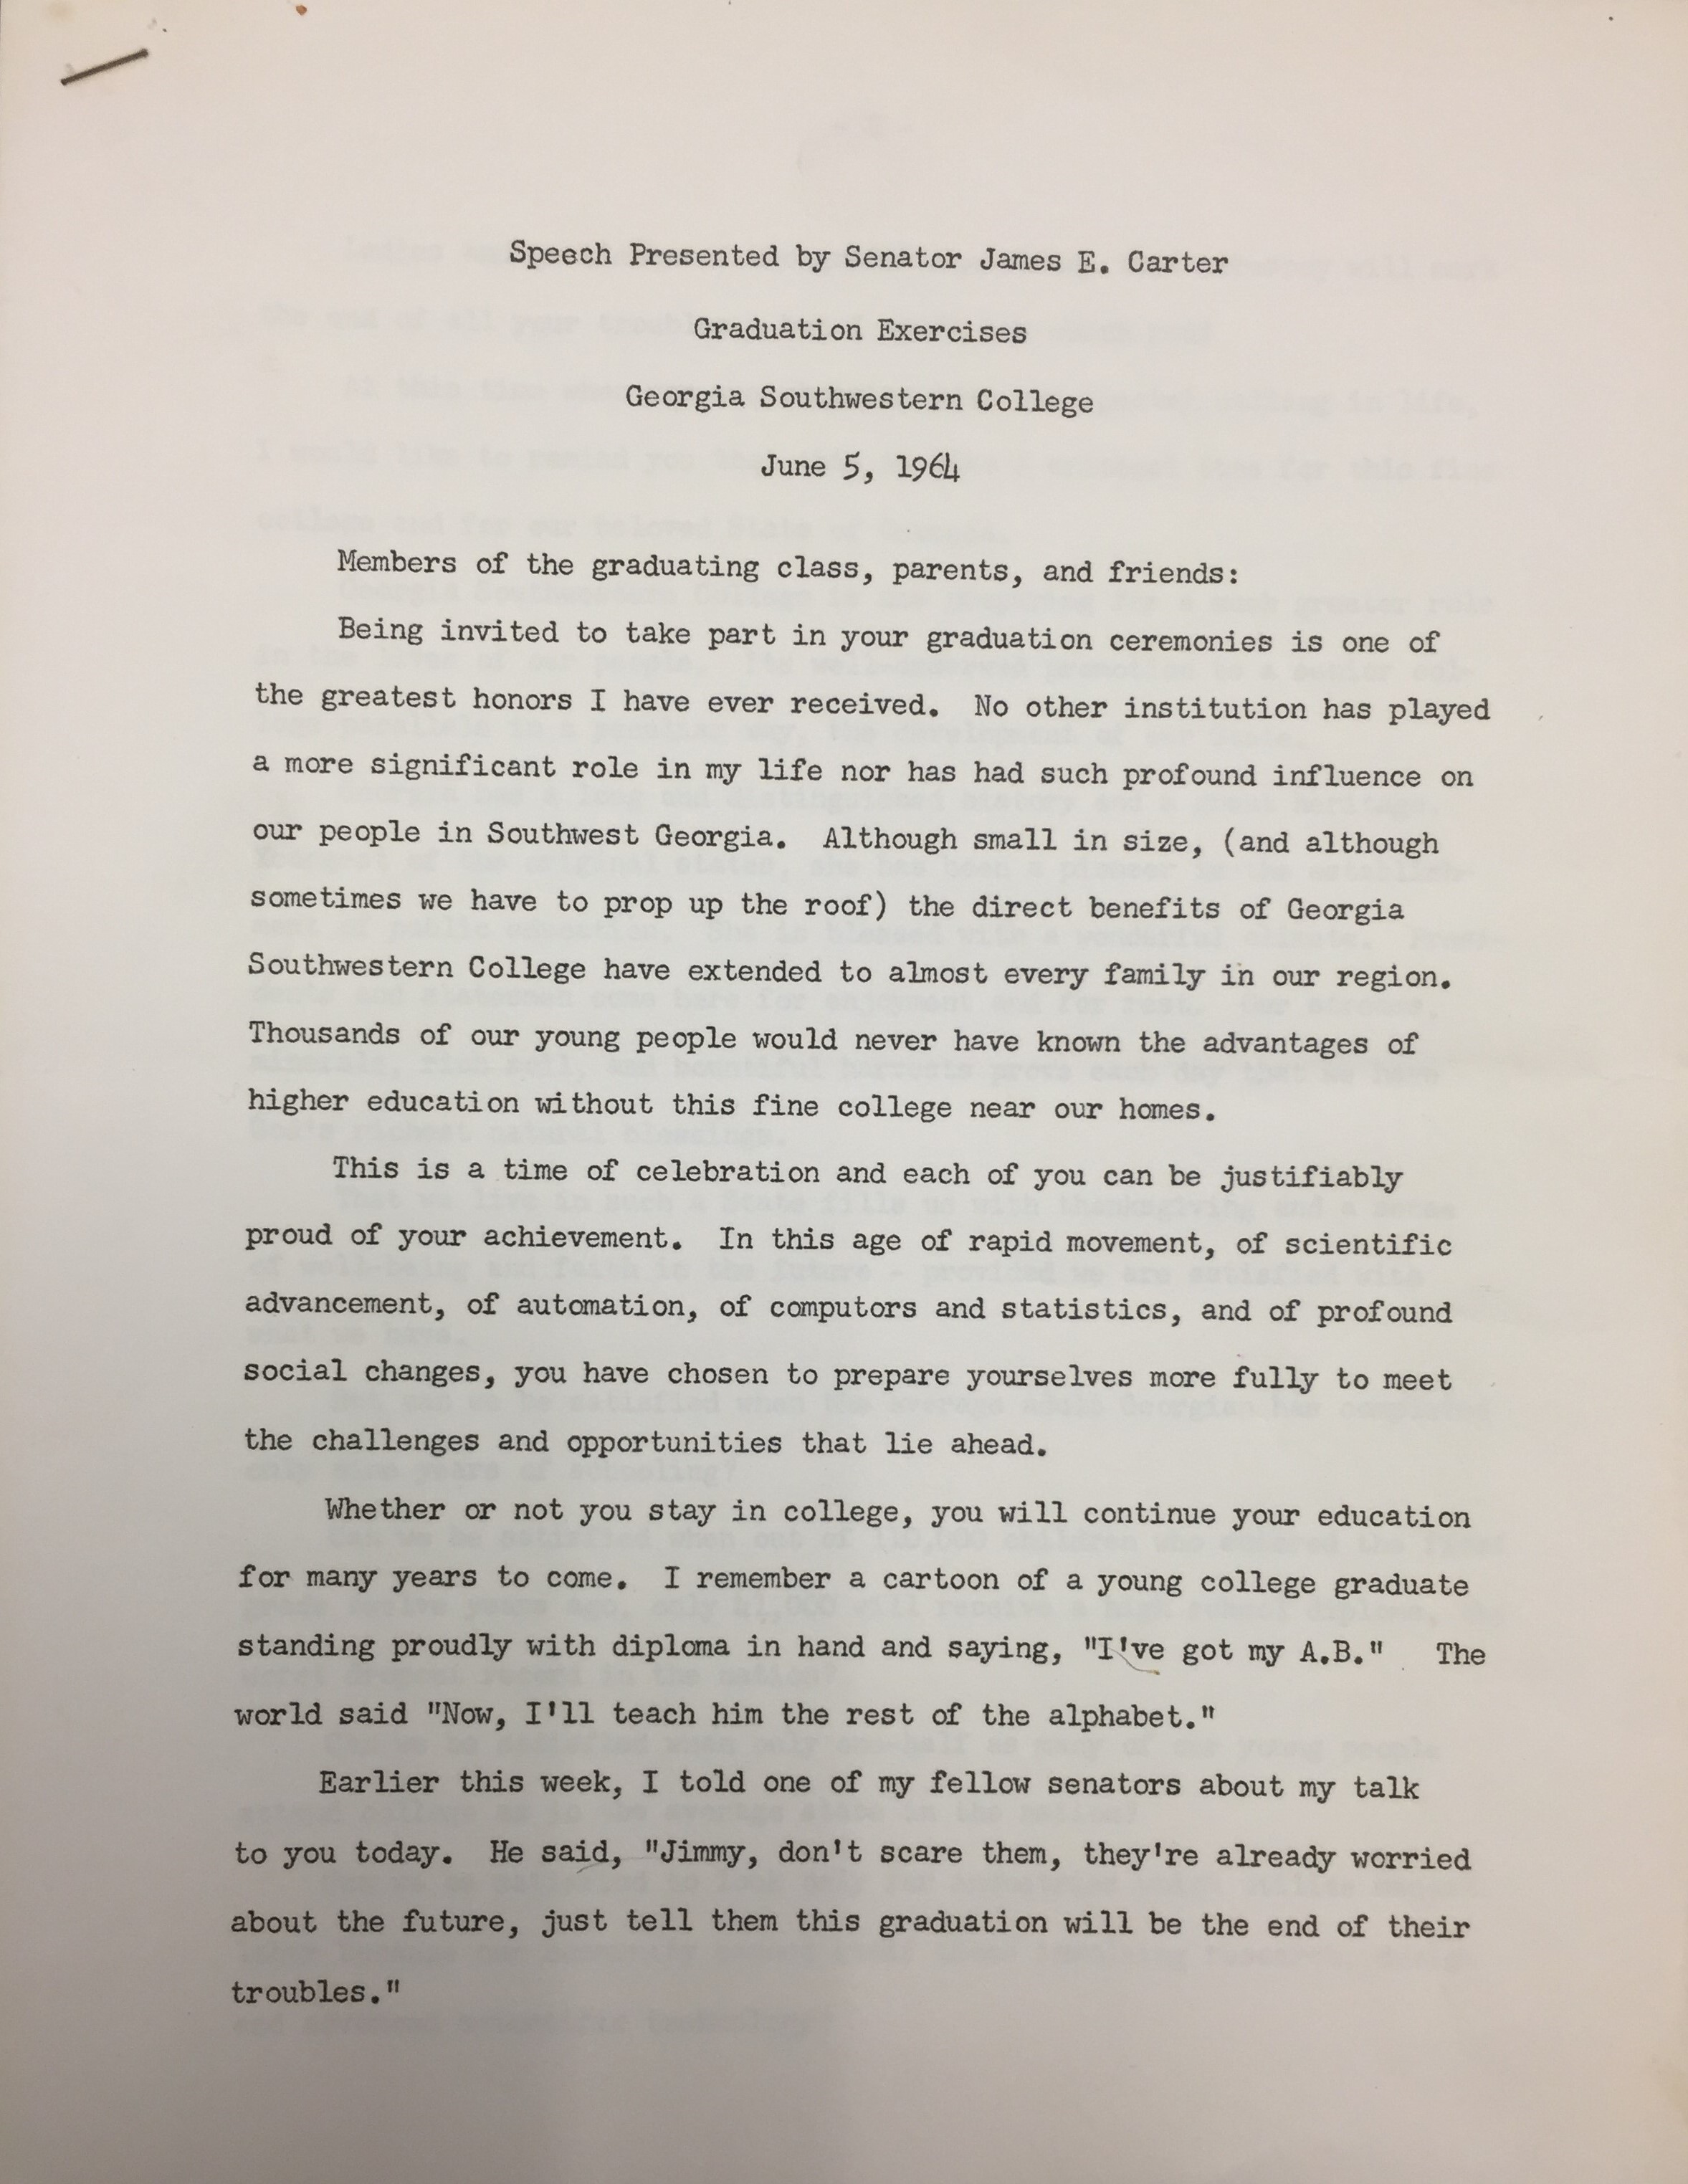 Speech Presented by Senator James E. Carter
Graduation Exercises
Georgia Southwestern College
June 5, 1964
Members of the graduating class, parents, and friends:
Being invited to take part in your graduation ceremonies is one of
the greatest honors I have ever received.  No other institution has played
a more significant role in my life nor has had such profound influence on
our people in Southwest Georgia.  Although small in size, (and although
sometimes we have to prop up the roof) the direct benefits of Georgia
Southwestern College have extended to almost every family in our region.
Thousands of our young people would never have known the advantages of
higher education without this fine college near our homes.
This is a time of celebration and each of you can be justifiably
proud of your achievement.  In this age of rapid movement, of scientific
advancement, of automation, of computors and statistics, and of profound
social changes, you have chosen to prepare yourselves more fully to meet
the challenges and opportunities that lie ahead.
Whether or not you stay in college, you will continue your education
for many years to come.  I remember a cartoon of a young college graduate
standing proudly with diploma in hand and saying, "I've got my A.B."  The
world said "Now, I'll teach him the rest of the alphabet."
Earlier this week, I told one of my fellow senators about my talk
to you today.  He said, "Jimmy, don't scare them, they're already worried
about the future, just tell them this graduation will be the end of their
troubles."